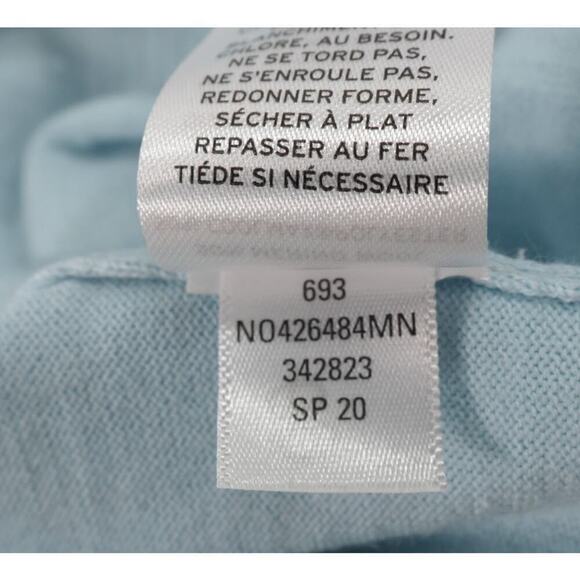 CHLORE, AU BESOIN.
NE SE TORD PAS,
NE S'ENROULE PAS,
REDONNER FORME,
SÉCHER À PLAT
REPASSER AU FER
TIÉDE SI NÉCESSAIRE
693
NO426484MN
342823
SP 20